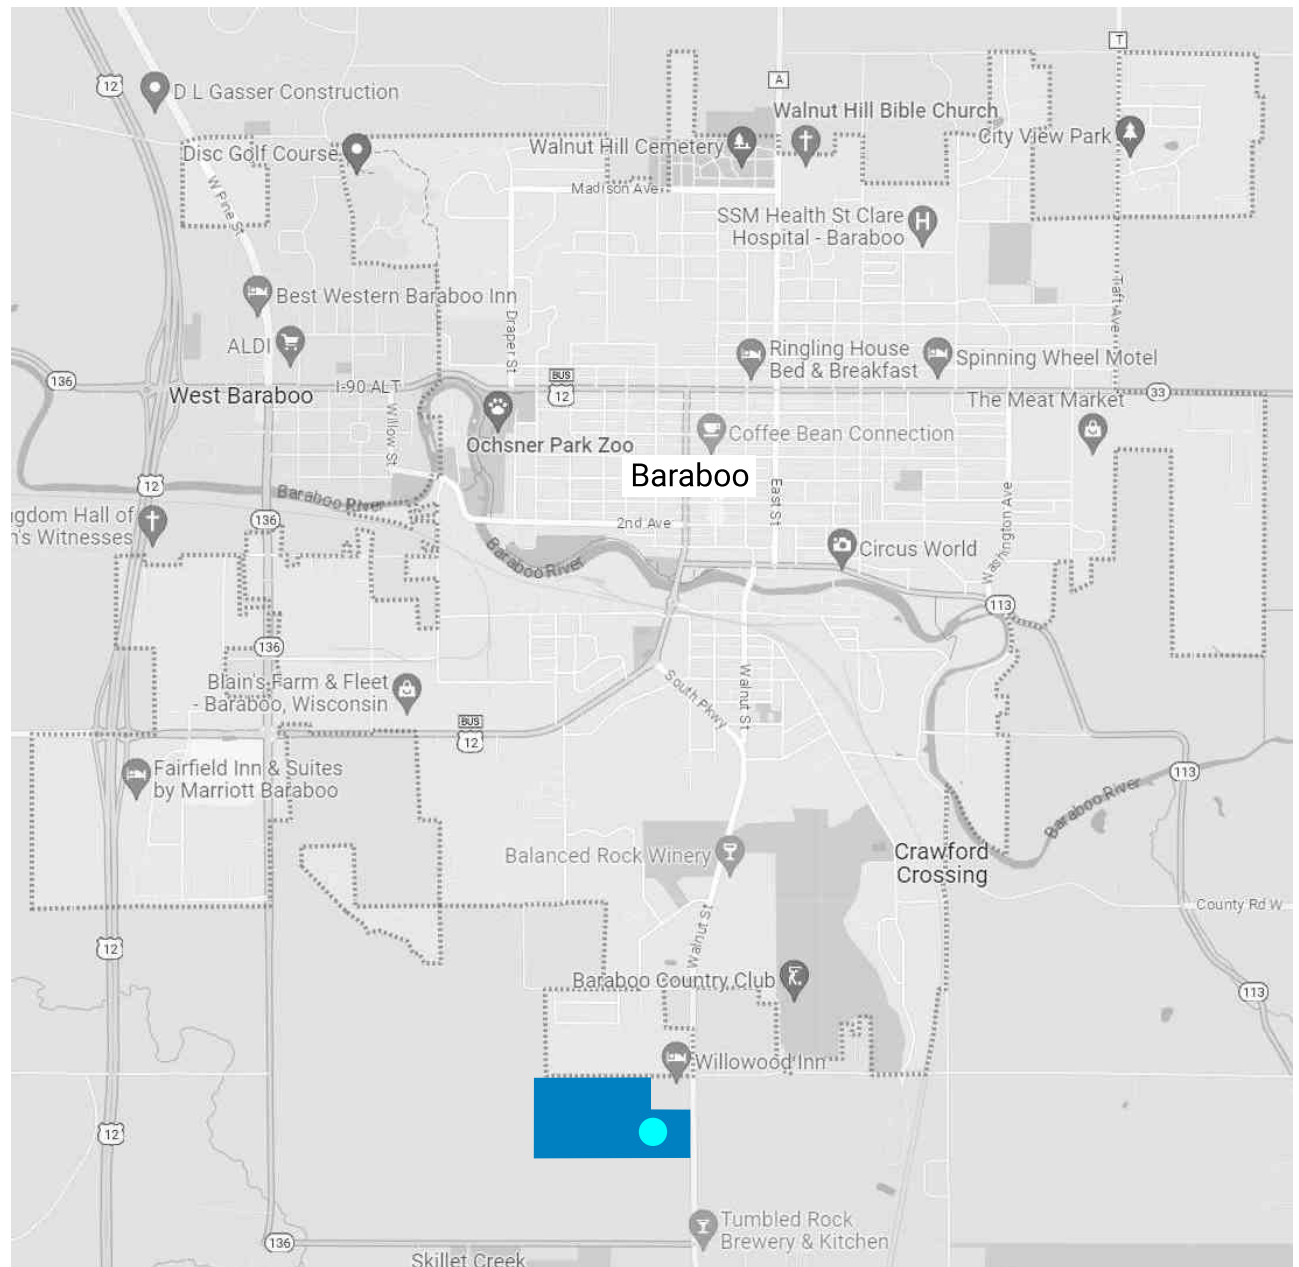 T
12
D L Gasser Construction
A
Walnut Hill Bible Church
City View Park
Walnut Hill Cemetery
Disc Golf Course
Madison Ave
W Pine St
SSM Health St Clare
Hospital - Baraboo
Best Western Baraboo Inn
Taft Ave
Draper St
ALDI
Ringling House
Bed & Breakfast
Spinning Wheel Motel
136
I-90 ALT
BUS
12
33
West Baraboo
The Meat Market
Willow St
Ochsner Park Zoo
Coffee Bean Connection
Baraboo
12
Baraboo River
East St
Washington Ave
gdom Hall of
n's Witnesses
136
2nd Ave
Baraboo River
Circus World
113
136
Blain's Farm & Fleet
- Baraboo, Wisconsin
South Pkwy
Walnut St
BUS
12
Fairfield Inn & Suites
by Marriott Baraboo
113
Baraboo River
Balanced Rock Winery
Crawford
Crossing
County Rd W
Walnut St
12
Baraboo Country Club
113
Willowood Inn
12
Tumbled Rock
Brewery & Kitchen
136
Skillet Creek